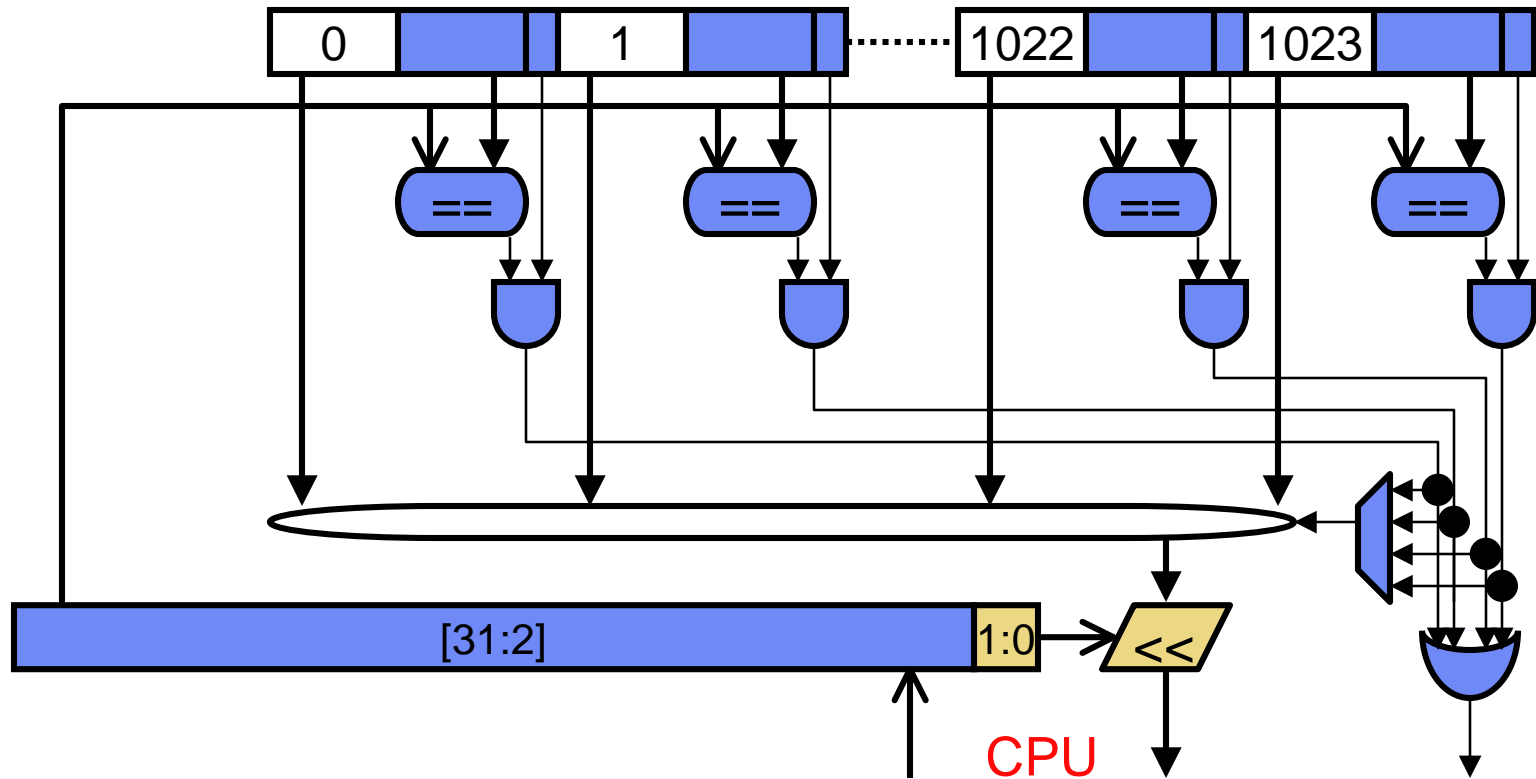 0 1 1022 1023
== == == ==
[31:2] 1:0 <<
CPU